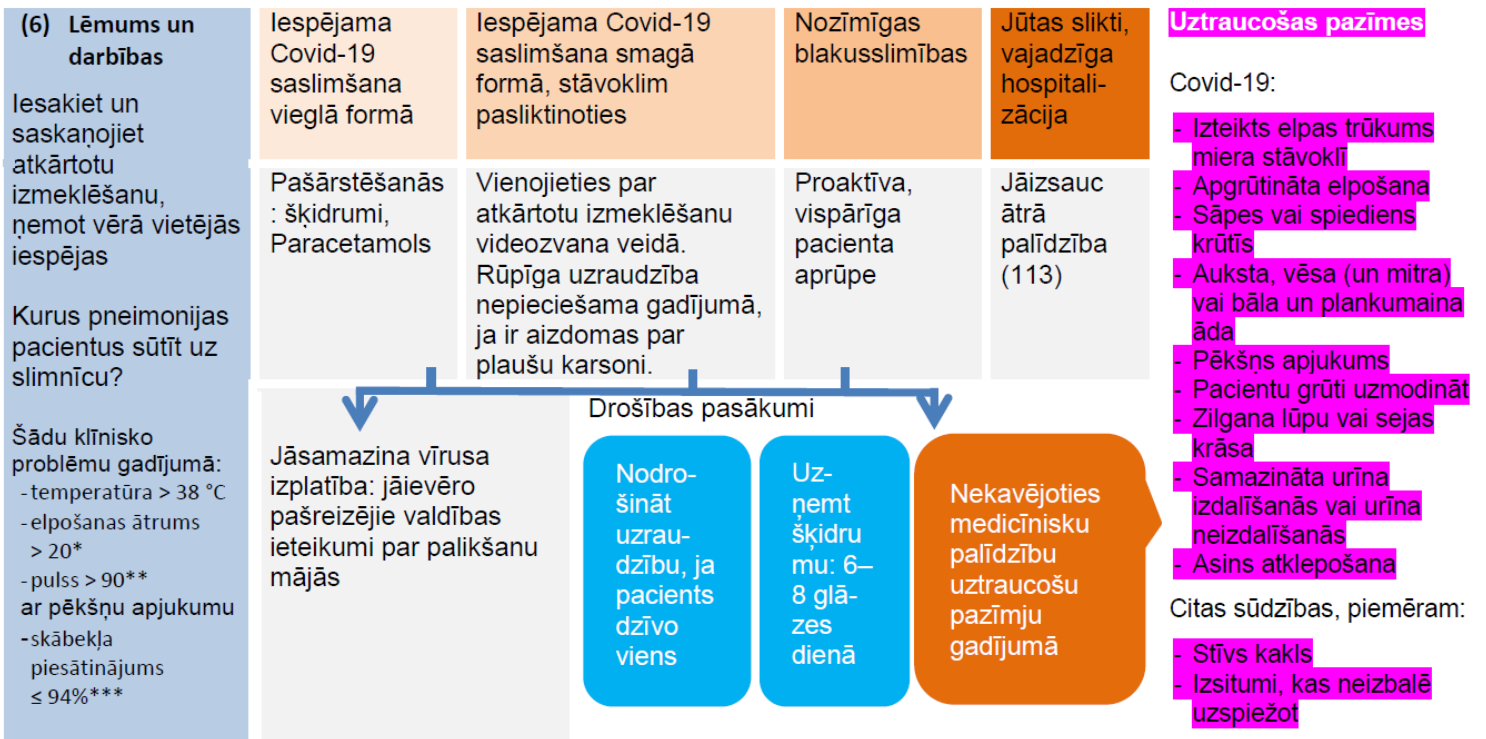 (6) Lēmums un
darbības
Iesakiet un
saskaņojiet
atkārtotu
izmeklēšanu,
ņemot vērā vietējās
iespējas
Kurus pneimonijas
pacientus sūtīt uz
slimnīcu?
Šādu klīnisko
problēmu gadījumā:
- temperatūra > 38 °C
- elpošanas ātrums
> 20*
- pulss > 90**
ar pēkšņu apjukumu
- skābekļa
piesātinājums
≤ 94%***
Iespējama
Covid-19
saslimšana
vieglā formā
Iespējama Covid-19
saslimšana smagā
formā, stāvoklim
pasliktinoties
Nozīmīgas
blakusslimības
Jūtas slikti,
vajadzīga
hospitali-
zācija
Pašārstēšanās
: šķidrumi,
Paracetamols
Vienojieties par
atkārtotu izmeklēšanu
videozvana veidā.
Rūpīga uzraudzība
nepieciešama gadījumā,
ja ir aizdomas par
plaušu karsoni.
Proaktīva,
vispārīga
pacienta
aprūpe
Jāizsauc
ātrā
palīdzība
(113)
Jāsamazina vīrusa
izplatība: jāievēro
pašreizējie valdības
ieteikumi par palikšanu
mājās
Drošības pasākumi
Nodro-
šināt
uzrau-
dzību, ja
pacients
dzīvo
viens
Uz-
ņemt
šķidru
mu: 6–
8 glā-
zes
dienā
Nekavējoties
medicīnisku
palīdzību
uztraucošu
pazīmju
gadījumā
Uztraucošas pazīmes
Covid-19:
- Izteikts elpas trūkums
miera stāvoklī
- Apgrūtināta elpošana
- Sāpes vai spiediens
krūtīs
- Auksta, vēsa (un mitra)
vai bāla un plankumaina
āda
- Pēkšņs apjukums
- Pacientu grūti uzmodināt
- Zilgana lūpu vai sejas
krāsa
- Samazināta urīna
izdalīšanās vai urīna
neizdalīšanās
- Asins atklepošana
Citas sūdzības, piemēram:
- Stīvs kakls
- Izsitumi, kas neizbalē
uzspiežot